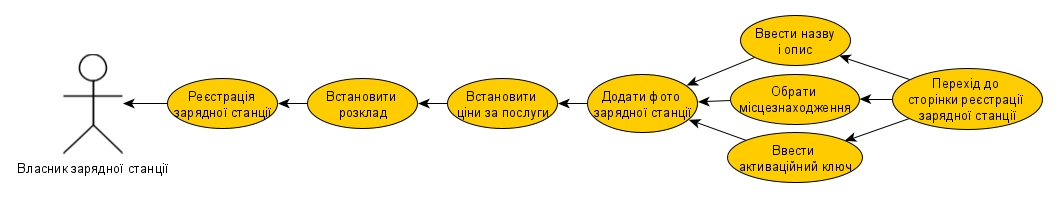 Власник зарядної станції
Реєстрація
зарядної станції
Встановити
розклад
Встановити
ціни за послуги
Додати фото
зарядної станції
Ввести назву
і опис
Обрати
місцезнаходження
Ввести
активаційний ключ
Перехід до
сторінки реєстрації
зарядної станції